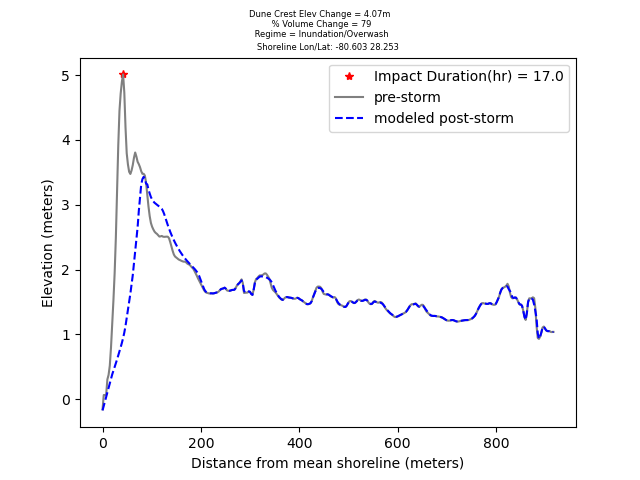 Dune Crest Elev Change = 4.07m
% Volume Change = 79
Regime = Inundation/Overwash
Shoreline Lon/Lat: -80.603 28.253
Impact Duration(hr) = 17.0
pre-storm
modeled post-storm
Elevation (meters)
5
4
3
2
1
0
0 200 400 600 800
Distance from mean shoreline (meters)